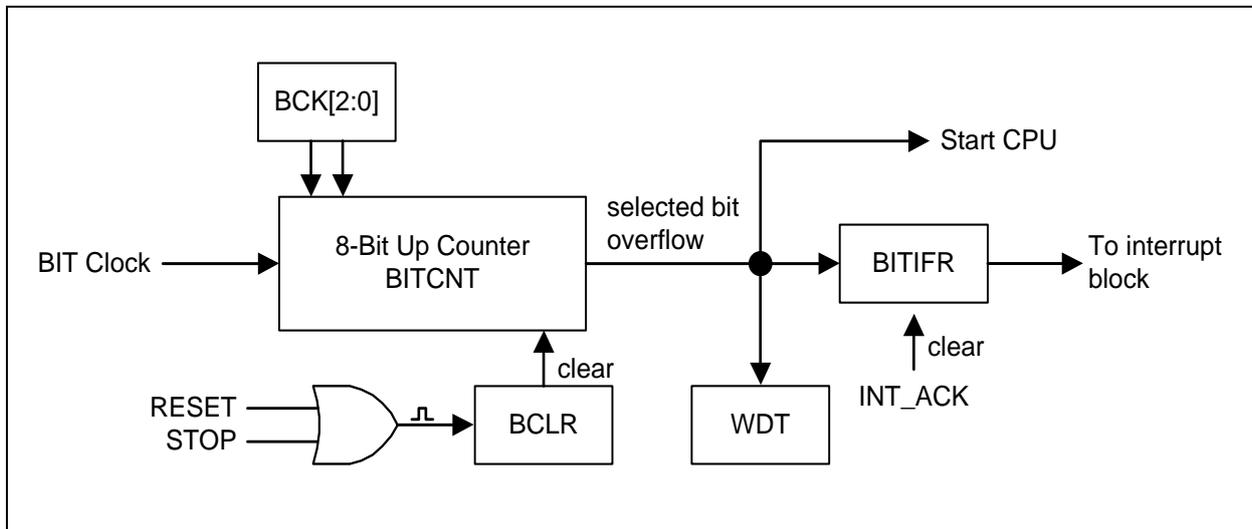 BCK[2:0]
Start CPU
selected bit
overflow
8-Bit Up Counter
BITCNT
BIT Clock
BITIFR
To interrupt
block
clear
clear
INT_ACK
RESET
STOP
BCLR
WDT